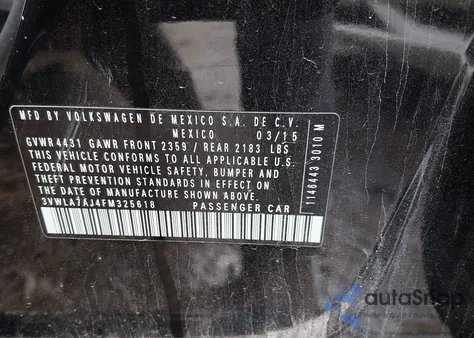 MFD BY VOLKSWAGEN DE MEXICO S.A. DE C.V.
MEXICO 03/15
GVWR 4431 GAWR FRONT 2359 / REAR 2183 LBS
THIS VEHICLE CONFORMS TO ALL APPLICABLE U.S.
FEDERAL MOTOR VEHICLE SAFETY, BUMPER AND
THEFT PREVENTION STANDARDS IN EFFECT ON
THE DATE OF MANUFACTURE SHOWN ABOVE.
3VWLA7AJ4FM325618 PASSENGER CAR
1146443 3010 M
autoSnap